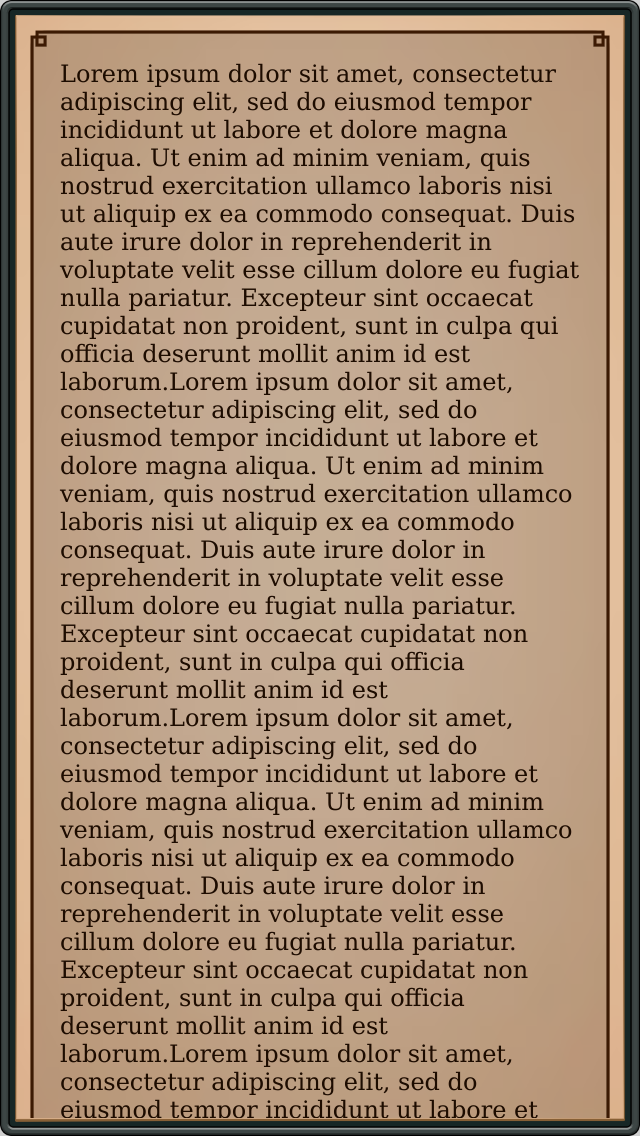 Lorem ipsum dolor sit amet, consectetur
adipiscing elit, sed do eiusmod tempor
incididunt ut labore et dolore magna
aliqua. Ut enim ad minim veniam, quis
nostrud exercitation ullamco laboris nisi
ut aliquip ex ea commodo consequat. Duis
aute irure dolor in reprehenderit in
voluptate velit esse cillum dolore eu fugiat
nulla pariatur. Excepteur sint occaecat
cupidatat non proident, sunt in culpa qui
officia deserunt mollit anim id est
laborum.Lorem ipsum dolor sit amet,
consectetur adipiscing elit, sed do
eiusmod tempor incididunt ut labore et
dolore magna aliqua. Ut enim ad minim
veniam, quis nostrud exercitation ullamco
laboris nisi ut aliquip ex ea commodo
consequat. Duis aute irure dolor in
reprehenderit in voluptate velit esse
cillum dolore eu fugiat nulla pariatur.
Excepteur sint occaecat cupidatat non
proident, sunt in culpa qui officia
deserunt mollit anim id est
laborum.Lorem ipsum dolor sit amet,
consectetur adipiscing elit, sed do
eiusmod tempor incididunt ut labore et
dolore magna aliqua. Ut enim ad minim
veniam, quis nostrud exercitation ullamco
laboris nisi ut aliquip ex ea commodo
consequat. Duis aute irure dolor in
reprehenderit in voluptate velit esse
cillum dolore eu fugiat nulla pariatur.
Excepteur sint occaecat cupidatat non
proident, sunt in culpa qui officia
deserunt mollit anim id est
laborum.Lorem ipsum dolor sit amet,
consectetur adipiscing elit, sed do
eiusmod tempor incididunt ut labore et